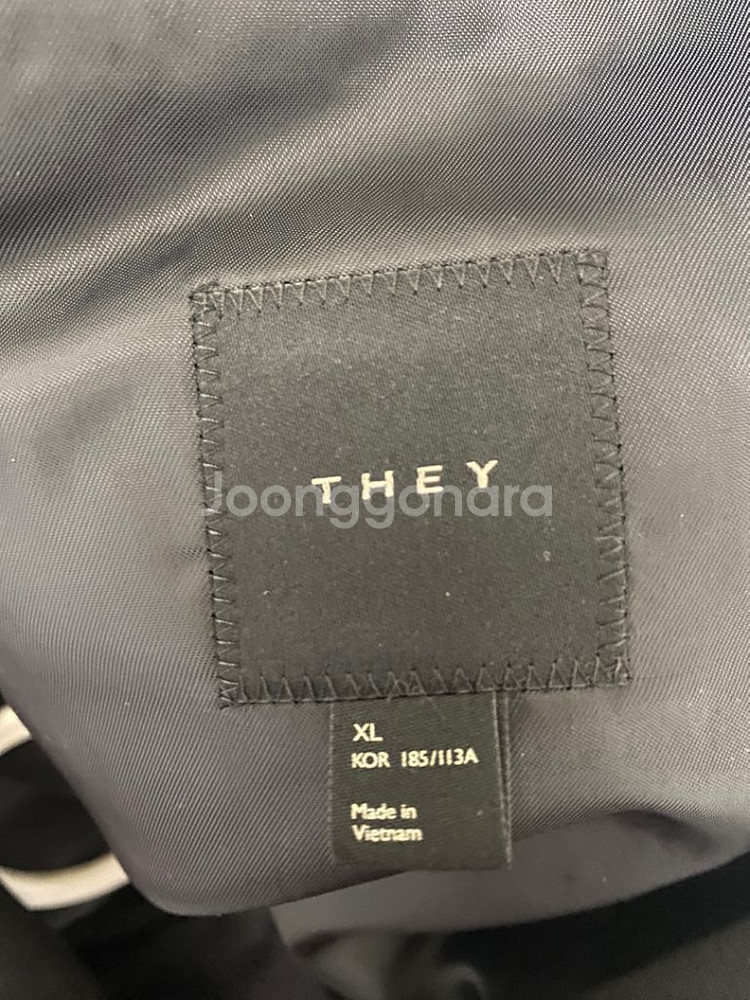 THEY
Joonggonara
XL
KOR 185/113A
Made in
Vietnam